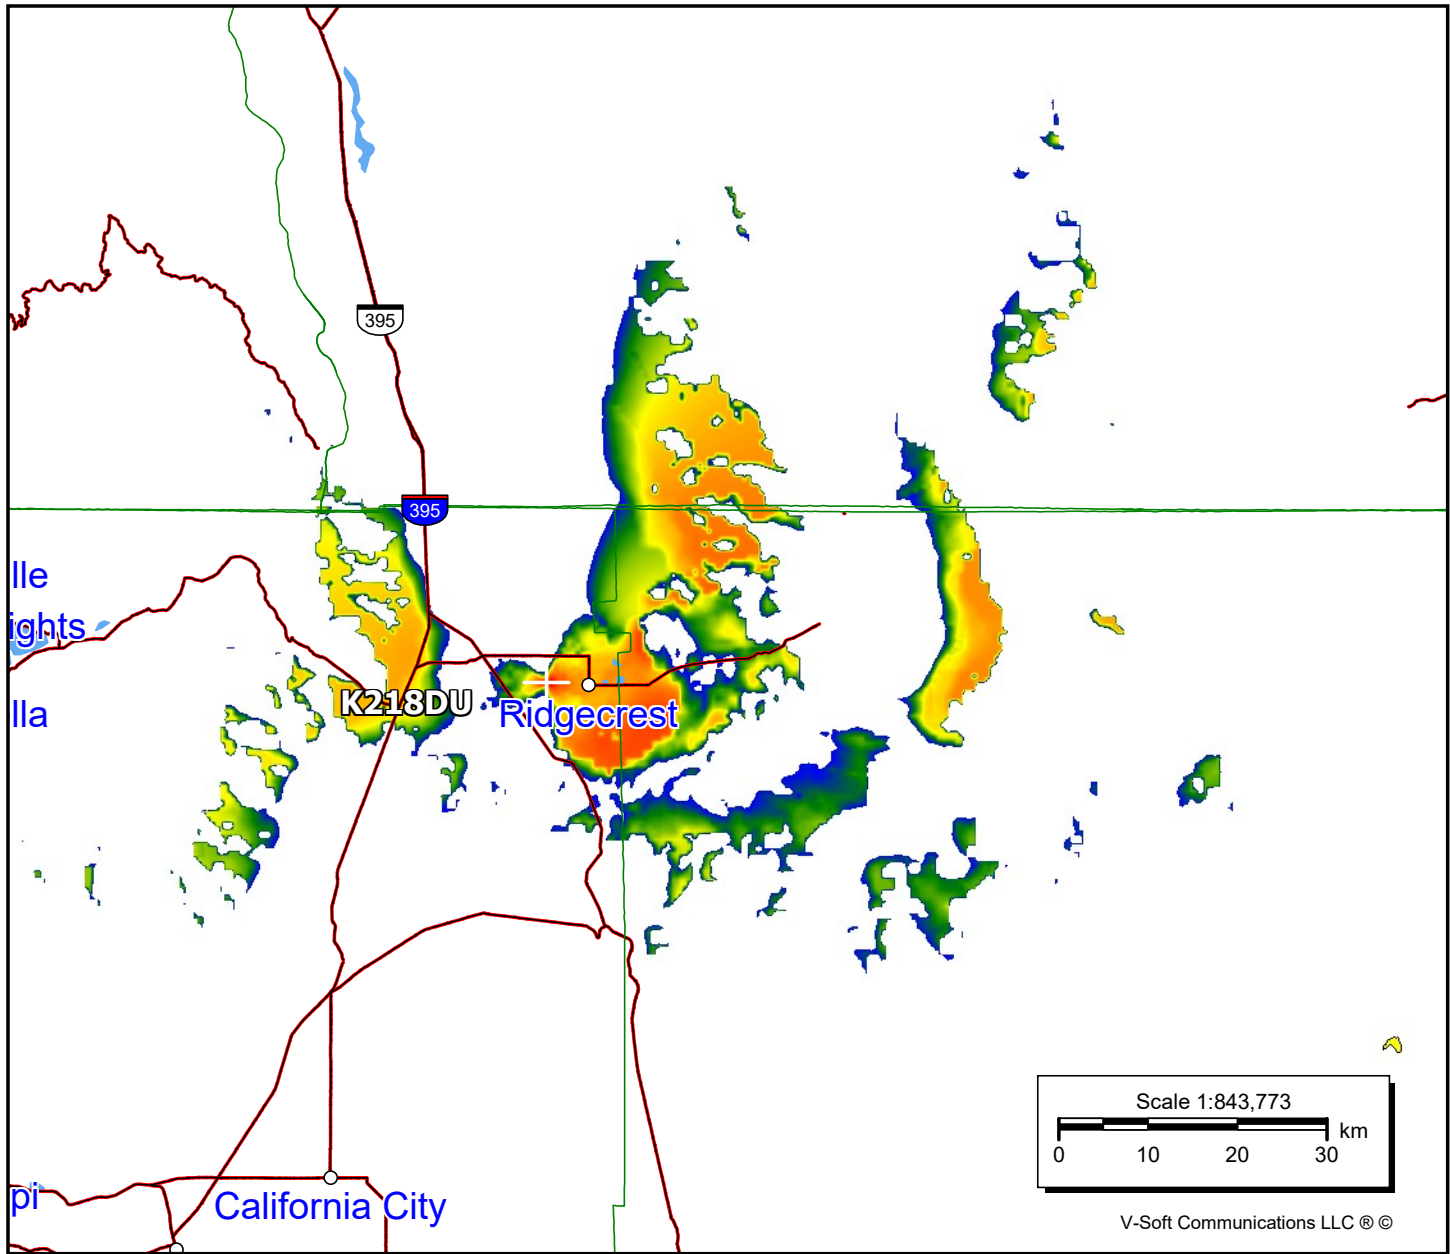 395
395
lle
ights
lla
K218DU
Ridgecrest
pi
California City
Scale 1:843,773
km
0 10 20 30
V-Soft Communications LLC ® ©